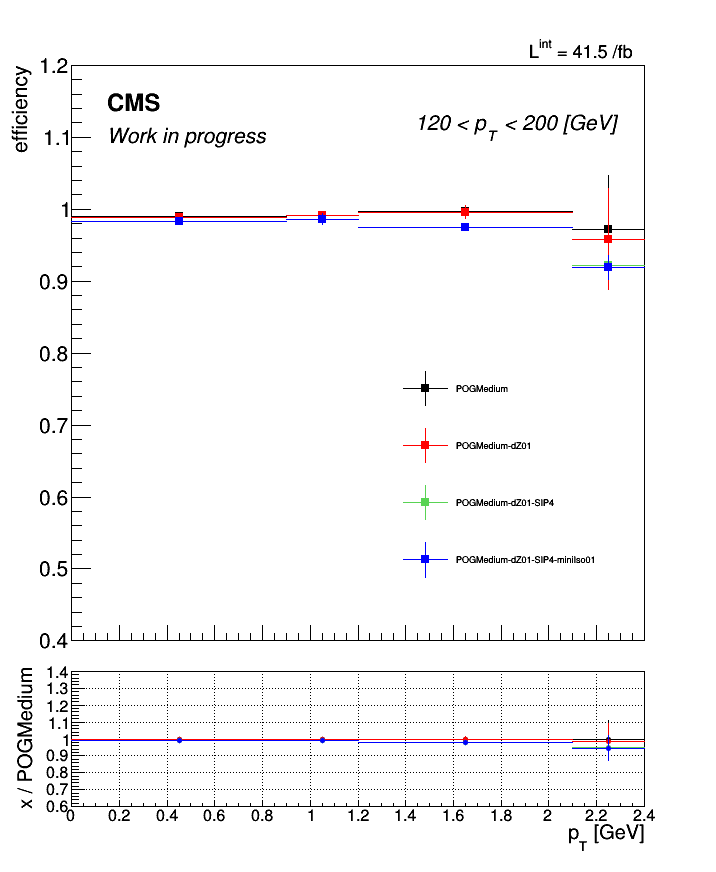 L^int = 41.5 /fb
efficiency
1.2
1.1
1
0.9
0.8
0.7
0.6
0.5
0.4
CMS
Work in progress
120 < p_T < 200 [GeV]
POGMedium
POGMedium-dZ01
POGMedium-dZ01-SIP4
POGMedium-dZ01-SIP4-miniIso01
x / POGMedium
1.4
1.3
1.2
1.1
1
0.9
0.8
0.7
0.6
0 0.2 0.4 0.6 0.8 1 1.2 1.4 1.6 1.8 2 2.2 2.4
p_T [GeV]